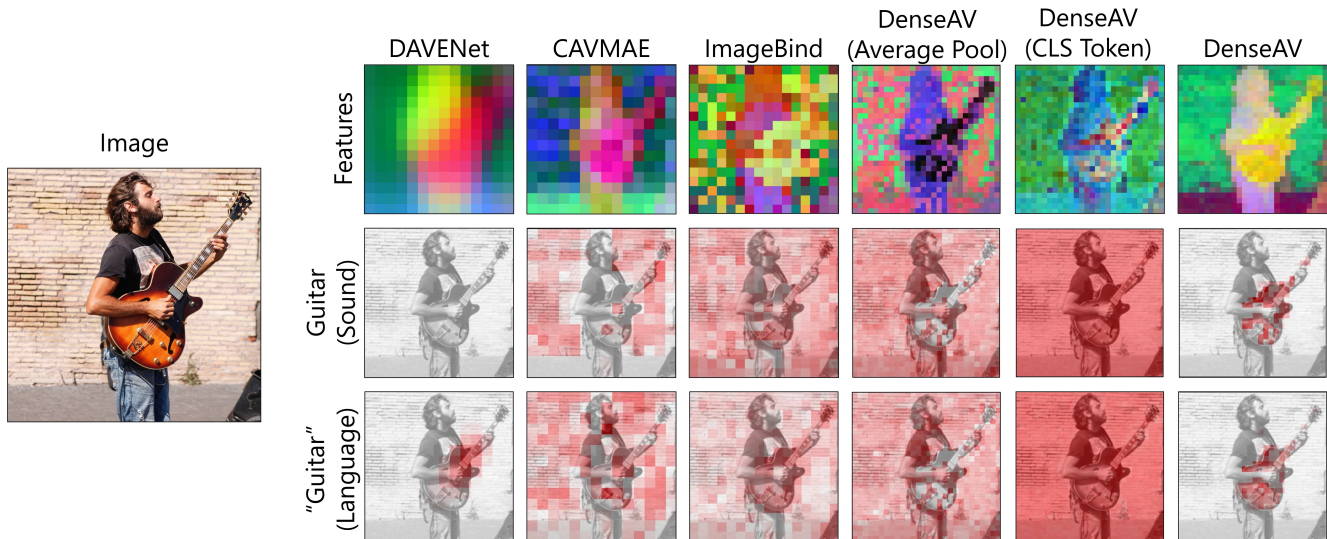 Image
DAVENet
CAVMAE
ImageBind
DenseAV
(Average Pool)
DenseAV
(CLS Token)
DenseAV
Features
Guitar
(Sound)
“Guitar”
(Language)